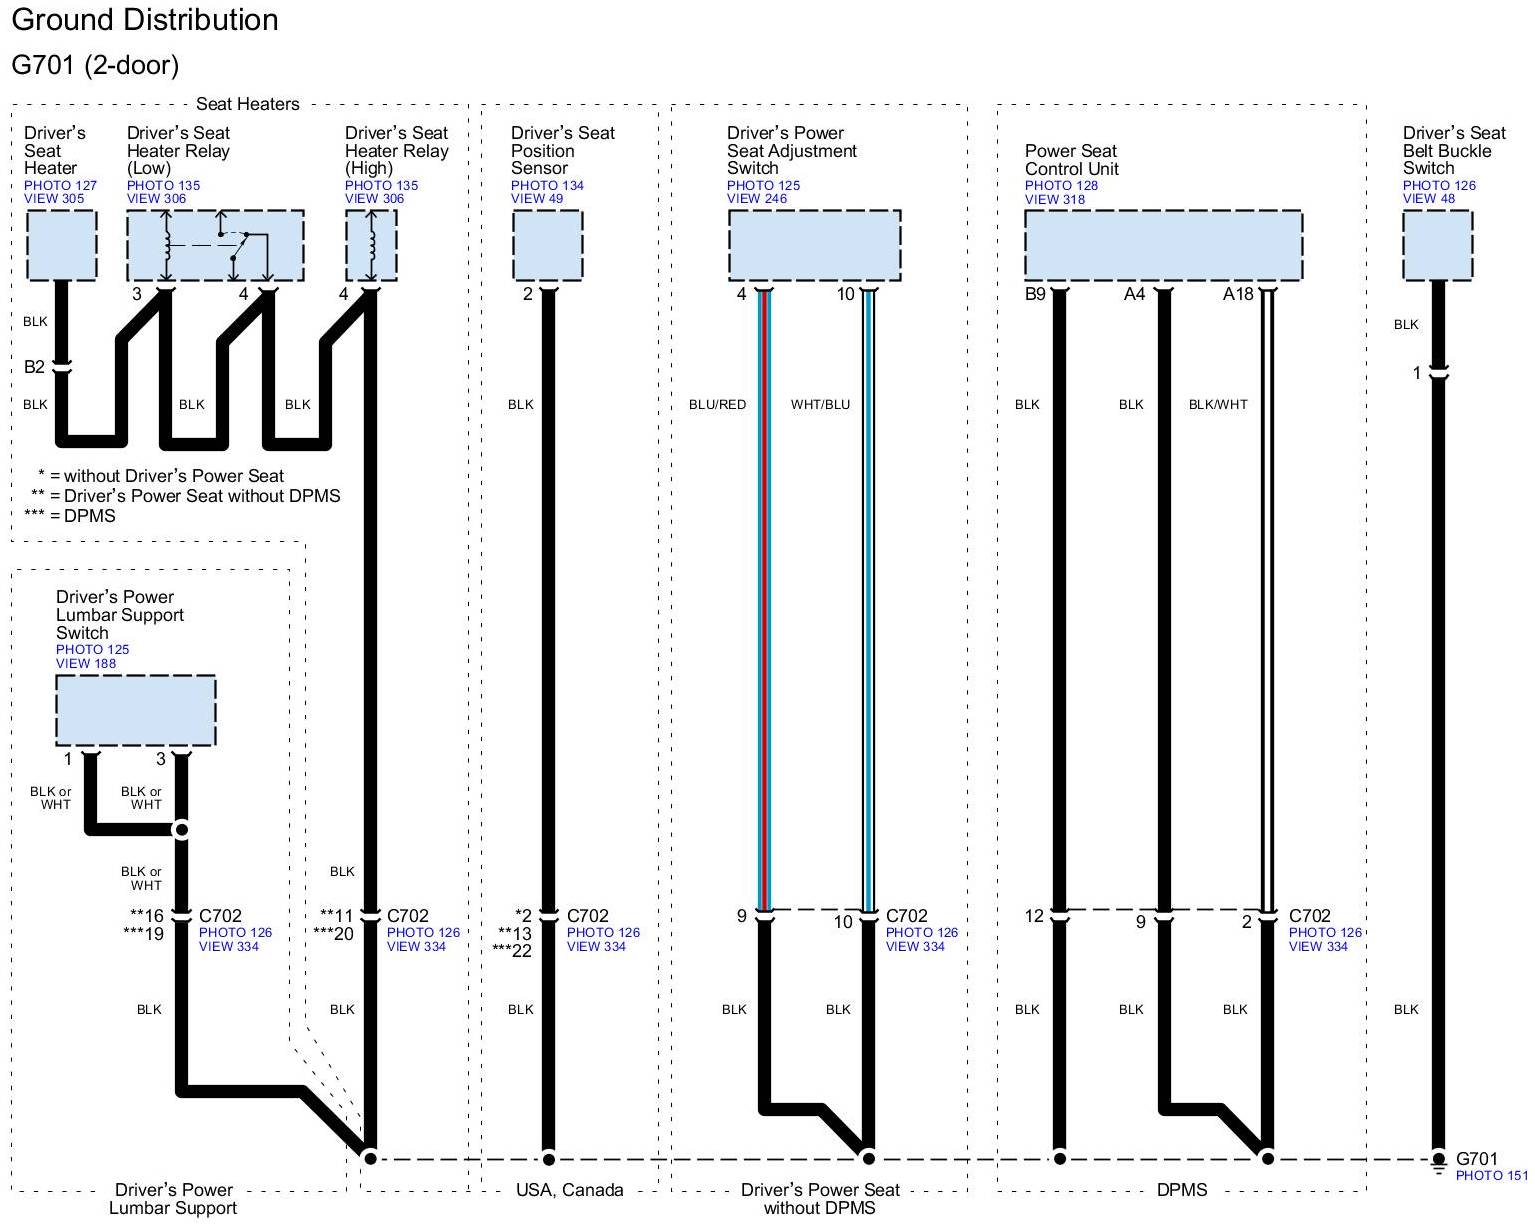 Ground Distribution
G701 (2-door)
Seat Heaters
Driver's
Seat
Heater
PHOTO 127
VIEW 305
Driver's Seat
Heater Relay
(Low)
PHOTO 135
VIEW 306
Driver's Seat
Heater Relay
(High)
PHOTO 135
VIEW 306
Driver's Seat
Position
Sensor
PHOTO 134
VIEW 49
Driver's Power
Seat Adjustment
Switch
PHOTO 125
VIEW 246
Power Seat
Control Unit
PHOTO 128
VIEW 318
Driver's Seat
Belt Buckle
Switch
PHOTO 126
VIEW 48
3
4
4
2
4
10
B9
A4
A18
BLK
BLK
B2
1
BLK
BLK
BLK
BLK
BLU/RED
WHT/BLU
BLK
BLK
BLK/WHT
* = without Driver's Power Seat
** = Driver's Power Seat without DPMS
*** = DPMS
Driver's Power
Lumbar Support
Switch
PHOTO 125
VIEW 188
1
3
BLK or
WHT
BLK or
WHT
BLK or
WHT
BLK
**16
***19
C702
PHOTO 126
VIEW 334
**11
***20
C702
PHOTO 126
VIEW 334
*2
**13
***22
C702
PHOTO 126
VIEW 334
9
10
C702
PHOTO 126
VIEW 334
12
9
2
C702
PHOTO 126
VIEW 334
BLK
BLK
BLK
BLK
BLK
BLK
BLK
BLK
BLK
G701
PHOTO 151
Driver's Power
Lumbar Support
USA, Canada
Driver's Power Seat
without DPMS
DPMS